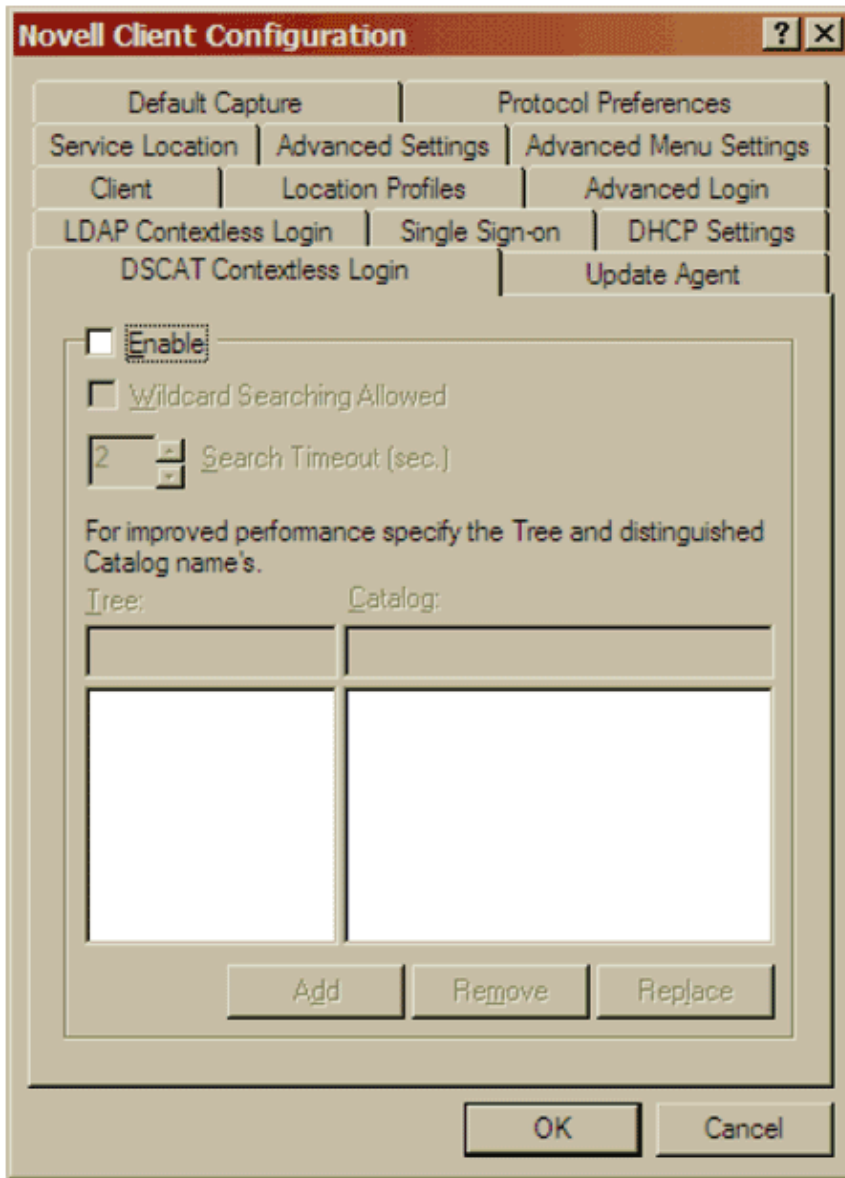 Novell Client Configuration
Default Capture Protocol Preferences
Service Location Advanced Settings Advanced Menu Settings
Client Location Profiles Advanced Login
LDAP Contextless Login Single Sign-on DHCP Settings
DSCAT Contextless Login Update Agent
Enable
Wildcard Searching Allowed
2 Search Timeout (sec.)
For improved performance specify the Tree and distinguished
Catalog name's.
Tree: Catalog:
Add Remove Replace
OK Cancel